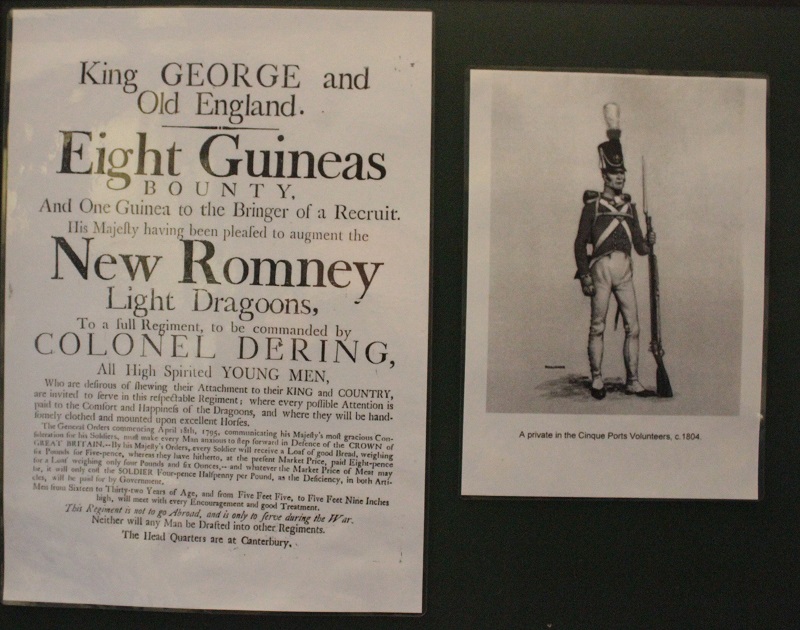 King GEORGE and
Old England.
Eight Guineas
BOUNTY,
And One Guinea to the Bringer of a Recruit.
His Majeſty having been pleaſed to augment the
New Romney
Light Dragoons,
To a full Regiment, to be commanded by
COLONEL DERING,
All High Spirited YOUNG MEN,
Who are deſirous of ſhewing their Attachment to their KING and COUNTRY,
are invited to ſerve in this reſpectable Regiment; where every poſſible Attention is
paid to the Comfort and Happineſs of the Dragoons, and where they will be hand-
ſomely clothed and mounted upon excellent Horſes.
The General Orders commencing April 18th, 1795, communicating his Majeſty's moſt gracious Con-
ſideration for his Soldiers, muſt make every Man anxious to ſtep forward in Defence of the CROWN of
GREAT BRITAIN.—By his Majeſty's Orders, every Soldier will receive a Loaf of good Bread, weighing
ſix Pounds for Five-pence, whereas they have hitherto, at the preſent Market Price, paid Eight-pence
for a Loaf weighing only four Pounds and ſix Ounces,—and whatever the Market Price of Meat may
be, it will only coſt the SOLDIER Four-pence Halfpenny per Pound, as the Deficiency, in both Arti-
cles, will be paid for by Government.
Men from Sixteen to Thirty-two Years of Age, and from Five Feet Five, to Five Feet Nine Inches
high, will meet with every Encouragement and good Treatment.
This Regiment is not to go Abroad, and is only to ſerve during the War.
Neither will any Man be Drafted into other Regiments.
The Head Quarters are at Canterbury.
A private in the Cinque Ports Volunteers, c.1804.